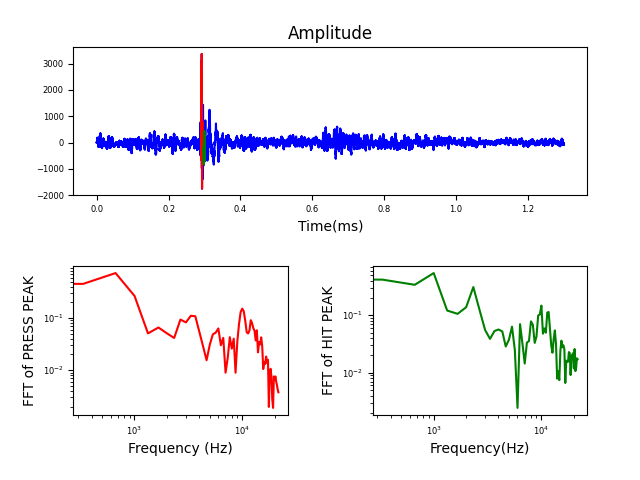 Amplitude
3000
2000
1000
0
−1000
−2000
0.0 0.2 0.4 0.6 0.8 1.0 1.2
Time(ms)
FFT of PRESS PEAK
10⁻¹
10⁻²
10³ 10⁴
Frequency (Hz)
FFT of HIT PEAK
10⁻¹
10⁻²
10³ 10⁴
Frequency(Hz)